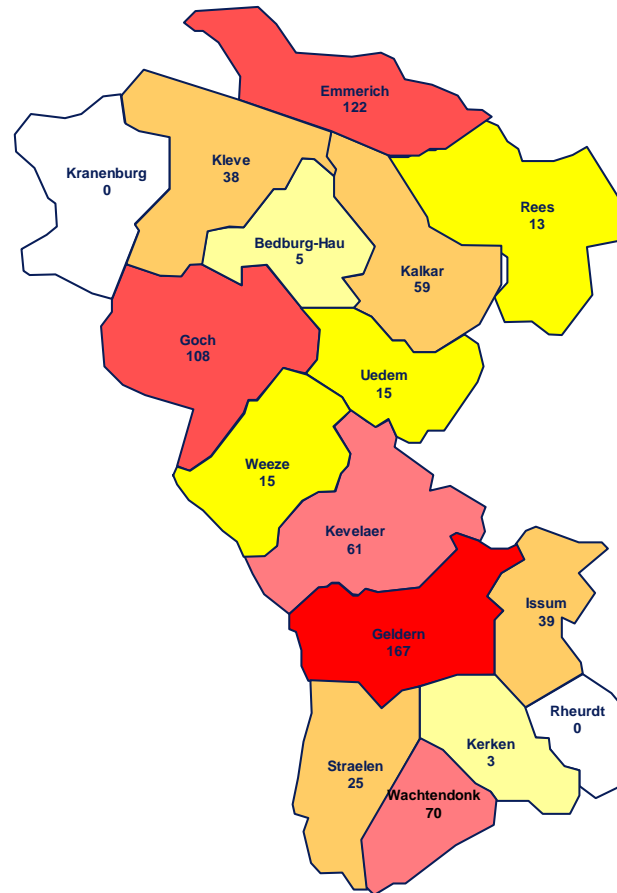 Emmerich
122
Kranenburg
0
Kleve
38
Rees
13
Bedburg-Hau
5
Kalkar
59
Goch
108
Uedem
15
Weeze
15
Kevelaer
61
Issum
39
Geldern
167
Rheurdt
0
Kerken
3
Straelen
25
Wachtendonk
70